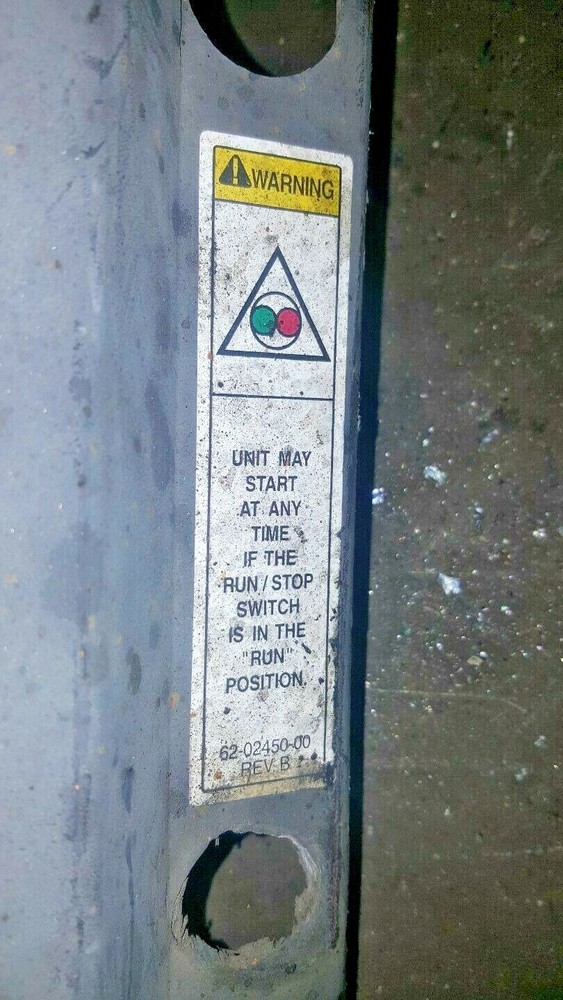 WARNING
UNIT MAY
START
AT ANY
TIME
IF THE
RUN/STOP
SWITCH
IS IN THE
"RUN"
POSITION.
62-02450-00
REV B